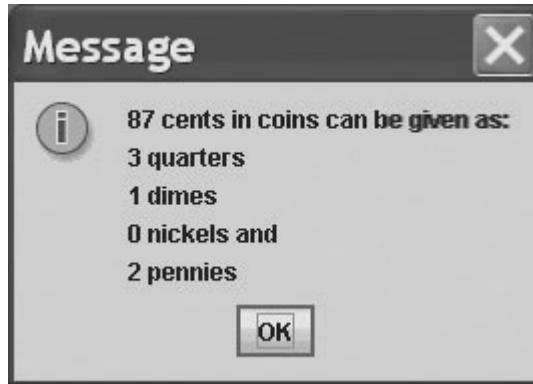 Message
87 cents in coins can be given as:
3 quarters
1 dimes
0 nickels and
2 pennies
OK